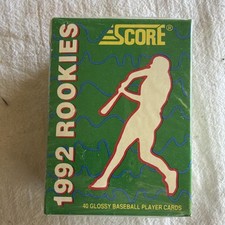 SCORE®
1992 ROOKIES
40 GLOSSY BASEBALL PLAYER CARDS